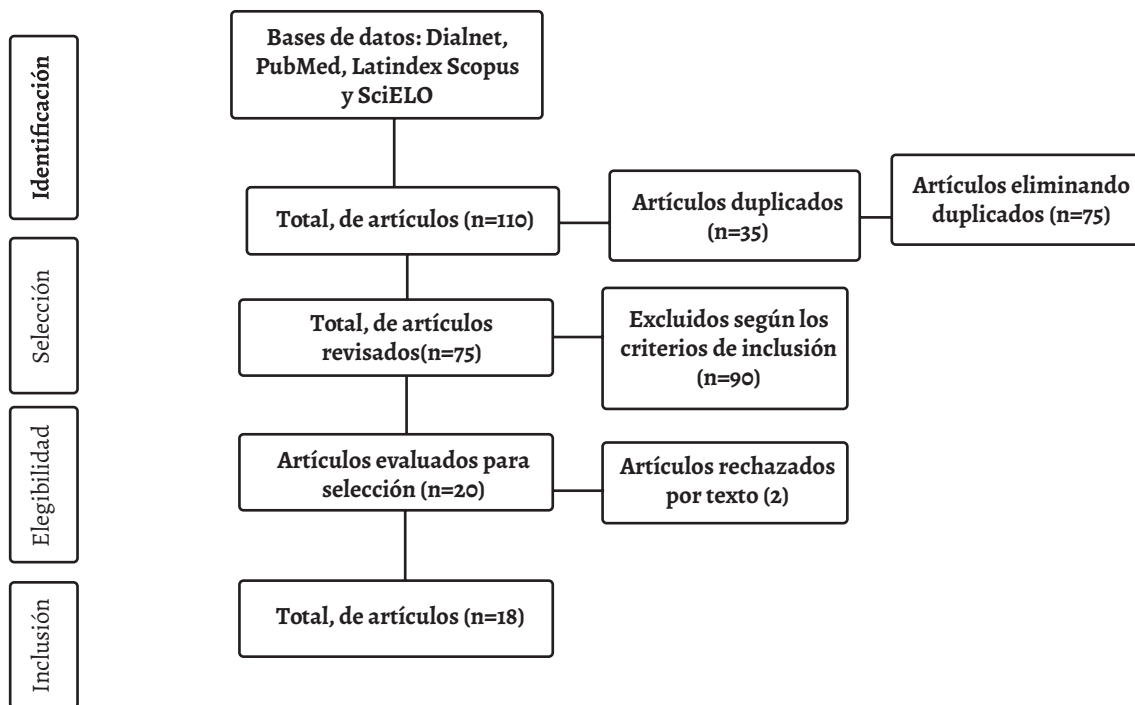 Identificación
Bases de datos: Dialnet,
PubMed, Latindex Scopus
y SciELO
Total, de artículos (n=110)
Artículos duplicados
(n=35)
Artículos eliminando
duplicados (n=75)
Selección
Total, de artículos
revisados(n=75)
Excluidos según los
criterios de inclusión
(n=90)
Elegibilidad
Artículos evaluados para
selección (n=20)
Artículos rechazados
por texto (2)
Inclusión
Total, de artículos (n=18)